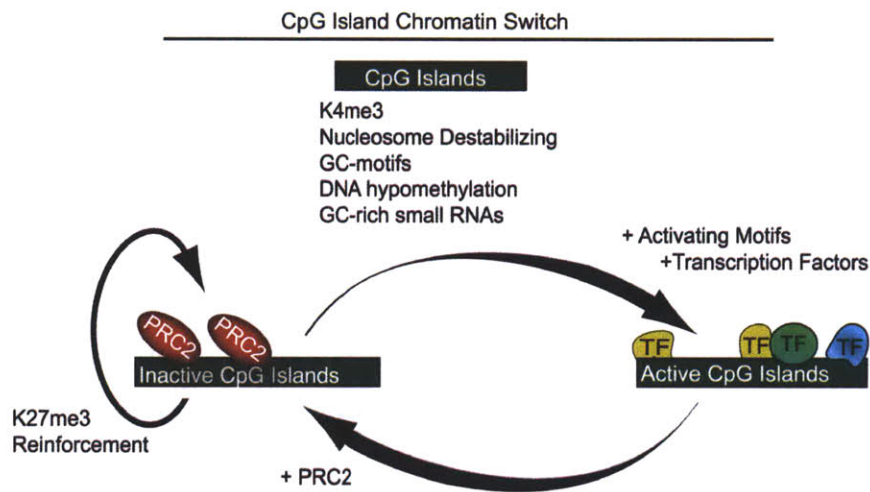 CpG Island Chromatin Switch
CpG Islands
K4me3
Nucleosome Destabilizing
GC-motifs
DNA hypomethylation
GC-rich small RNAs
+ Activating Motifs
+Transcription Factors
PRC2
PRC2
TF
TF
TF
TF
Inactive CpG Islands
Active CpG Islands
K27me3
Reinforcement
+ PRC2